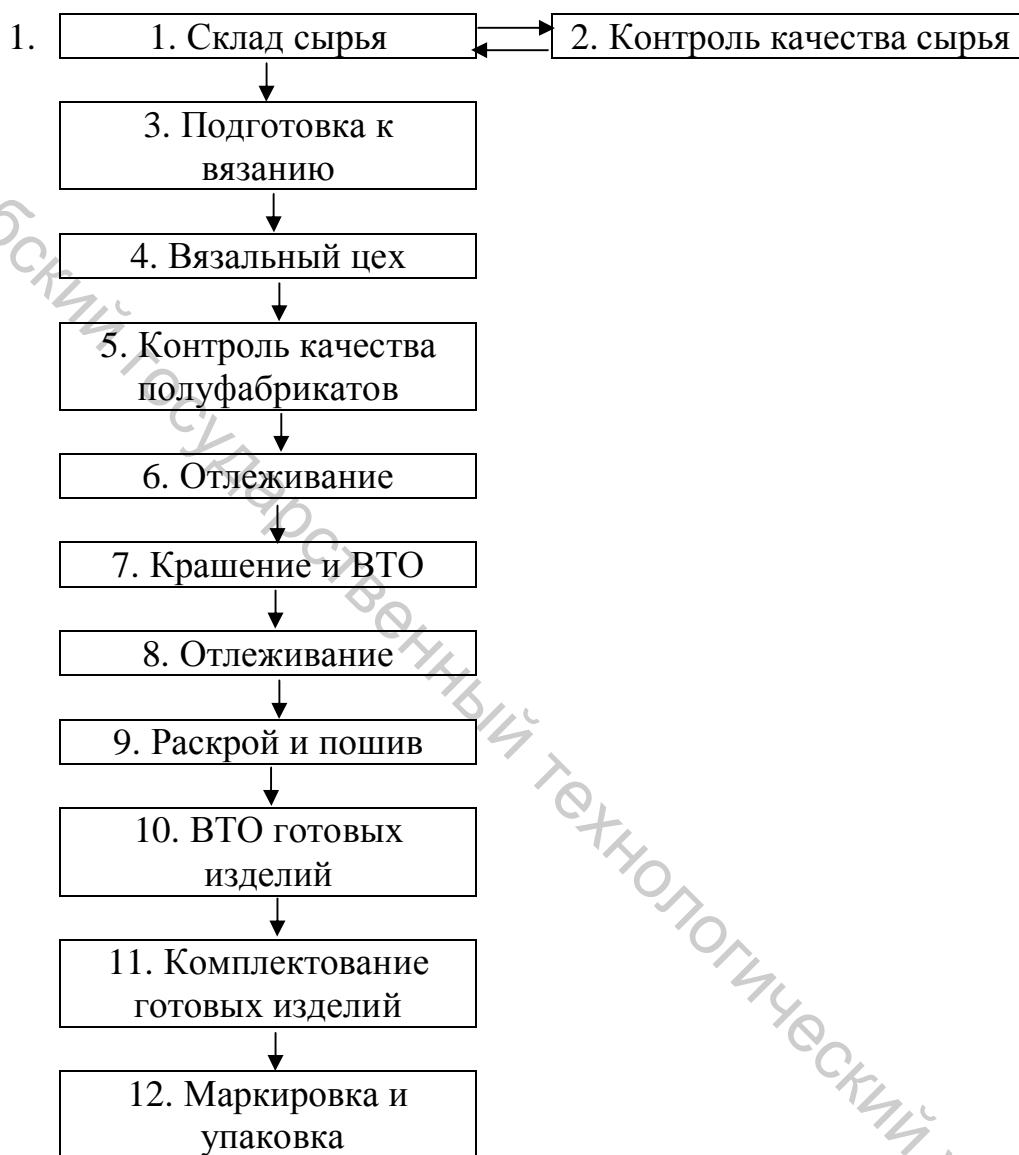 1.
1. Склад сырья
2. Контроль качества сырья
3. Подготовка к
вязанию
4. Вязальный цех
5. Контроль качества
полуфабрикатов
6. Отлеживание
7. Крашение и ВТО
8. Отлеживание
9. Раскрой и пошив
10. ВТО готовых
изделий
11. Комплектование
готовых изделий
12. Маркировка и
упаковка
государственный технологический